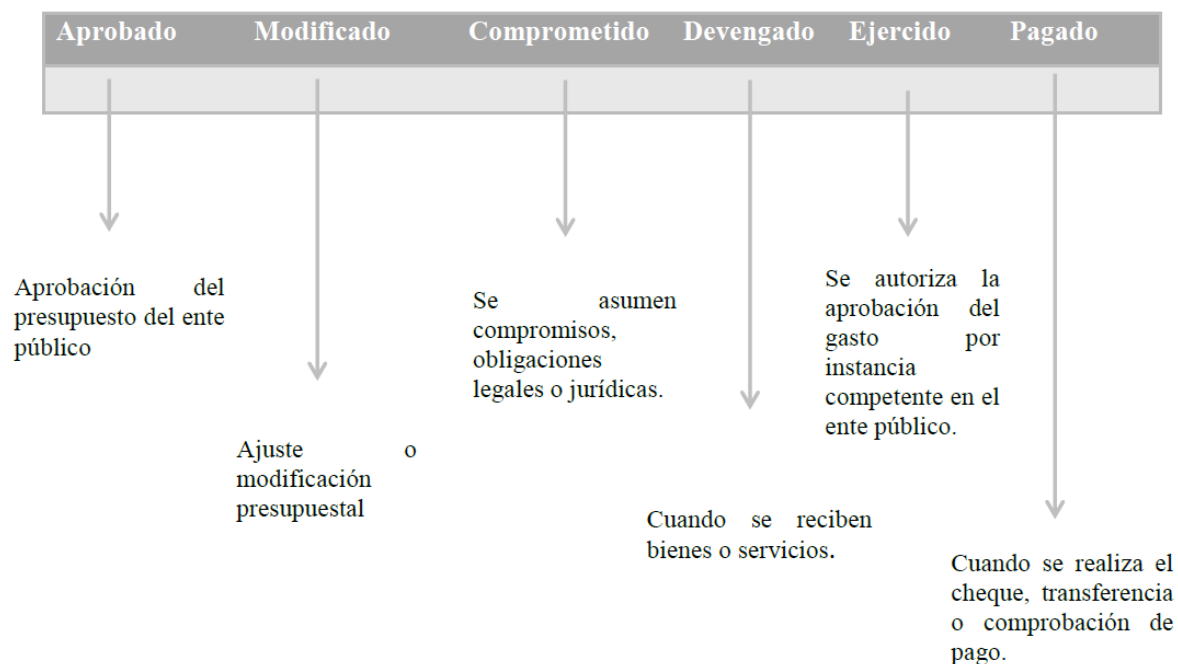 Aprobado Modificado Comprometido Devengado Ejercido Pagado
Aprobación del
presupuesto del ente
público
Ajuste o
modificación
presupuestal
Se asumen
compromisos,
obligaciones
legales o jurídicas.
Cuando se reciben
bienes o servicios.
Se autoriza la
aprobación del
gasto por
instancia
competente en el
ente público.
Cuando se realiza el
cheque, transferencia
o comprobación de
pago.